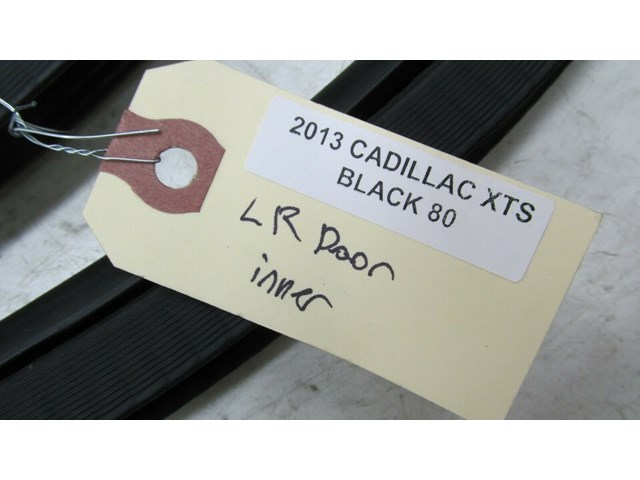 2013 CADILLAC XTS
BLACK 80
LR Door
inner